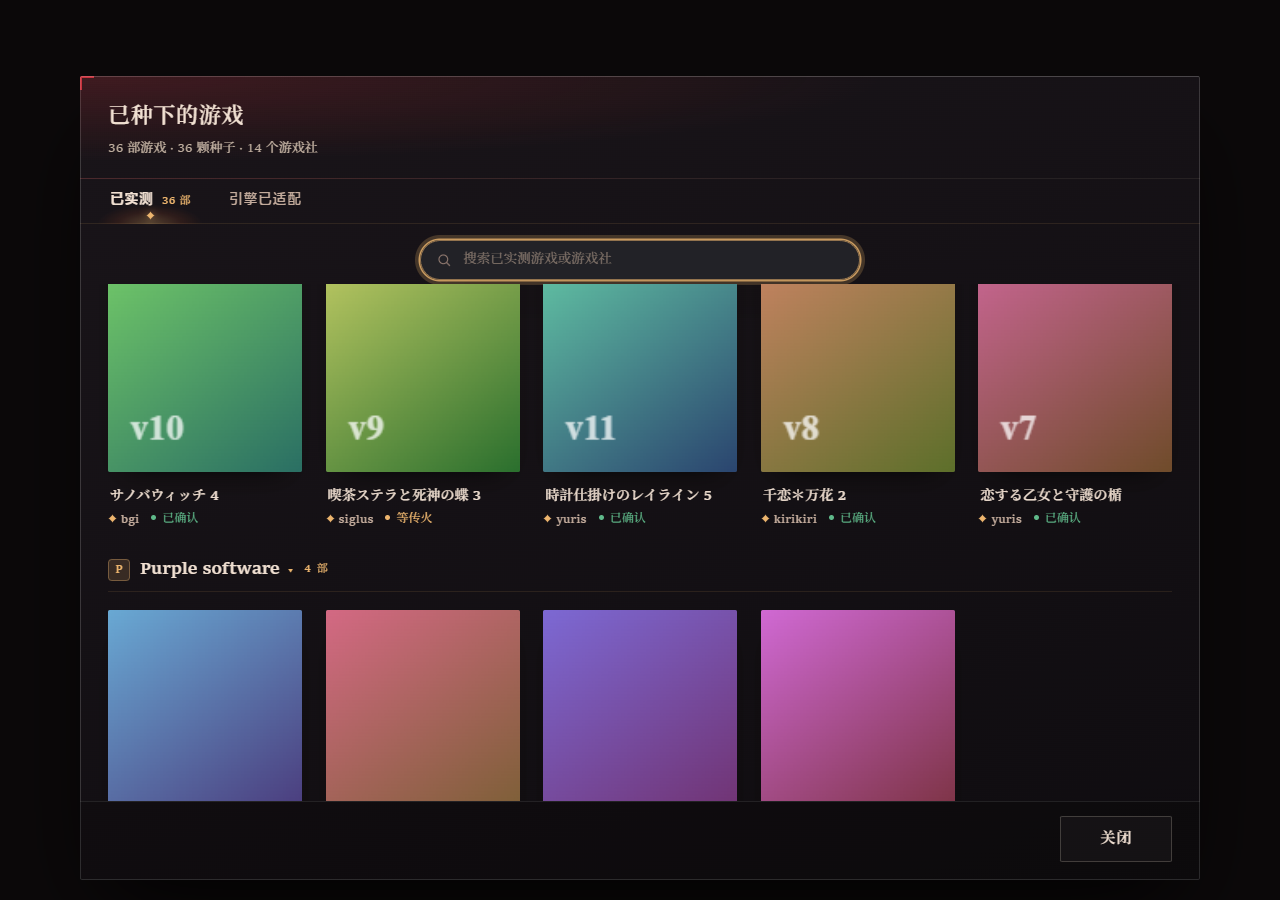 已种下的游戏
36 部游戏 · 36 颗种子 · 14 个游戏社
已实测 36 部 引擎已适配
搜索已实测游戏或游戏社
v10 v9 v11 v8 v7
サノバウィッチ 4 喫茶ステラと死神の蝶 3 時計仕掛けのレイライン 5 千恋＊万花 2 恋する乙女と守護の楯
bgi 已确认 siglus 等传火 yuris 已确认 kirikiri 已确认 yuris 已确认
P Purple software 4 部
关闭